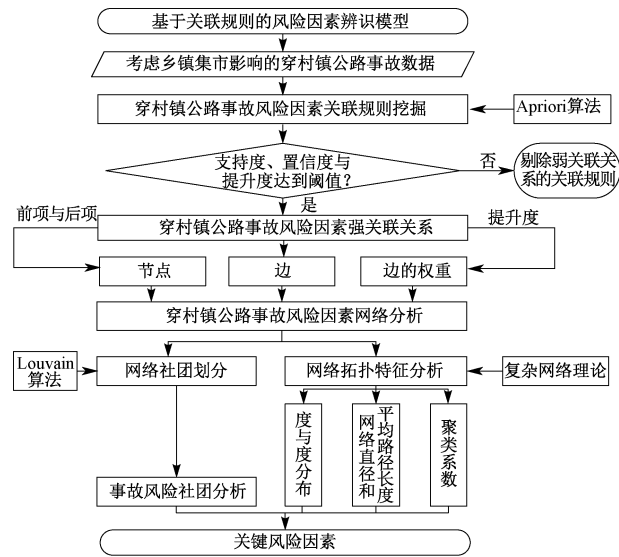 基于关联规则的风险因素辨识模型
考虑乡镇集市影响的穿村镇公路事故数据
穿村镇公路事故风险因素关联规则挖掘
Apriori算法
支持度、置信度与
提升度达到阈值?
否
剔除弱关联关
系的关联规则
是
前项与后项
穿村镇公路事故风险因素强关联关系
提升度
节点
边
边的权重
穿村镇公路事故风险因素网络分析
Louvain
算法
网络社团划分
网络拓扑特征分析
复杂网络理论
度与度分布
网络直径和
平均路径长度
聚类系数
事故风险社团分析
关键风险因素